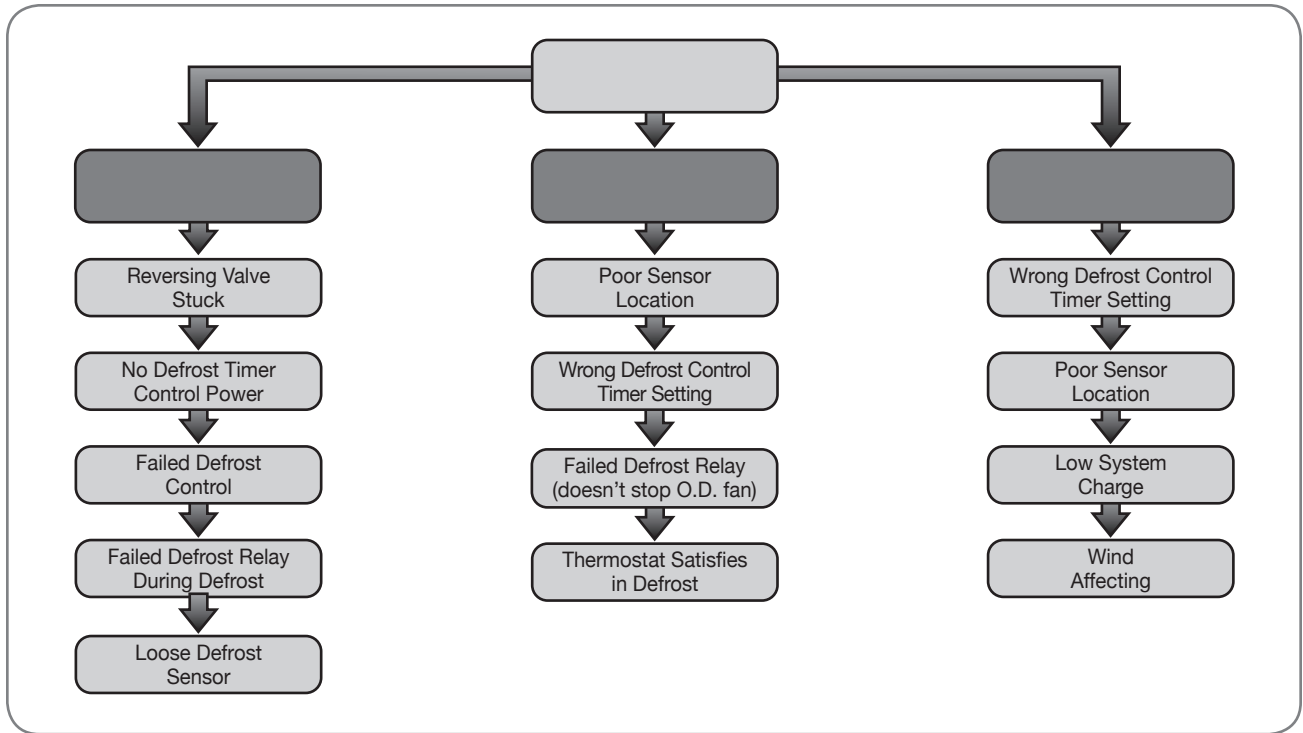 Reversing Valve
Stuck
No Defrost Timer
Control Power
Failed Defrost
Control
Failed Defrost Relay
During Defrost
Loose Defrost
Sensor
Poor Sensor
Location
Wrong Defrost Control
Timer Setting
Failed Defrost Relay
(doesn't stop O.D. fan)
Thermostat Satisfies
in Defrost
Wrong Defrost Control
Timer Setting
Poor Sensor
Location
Low System
Charge
Wind
Affecting